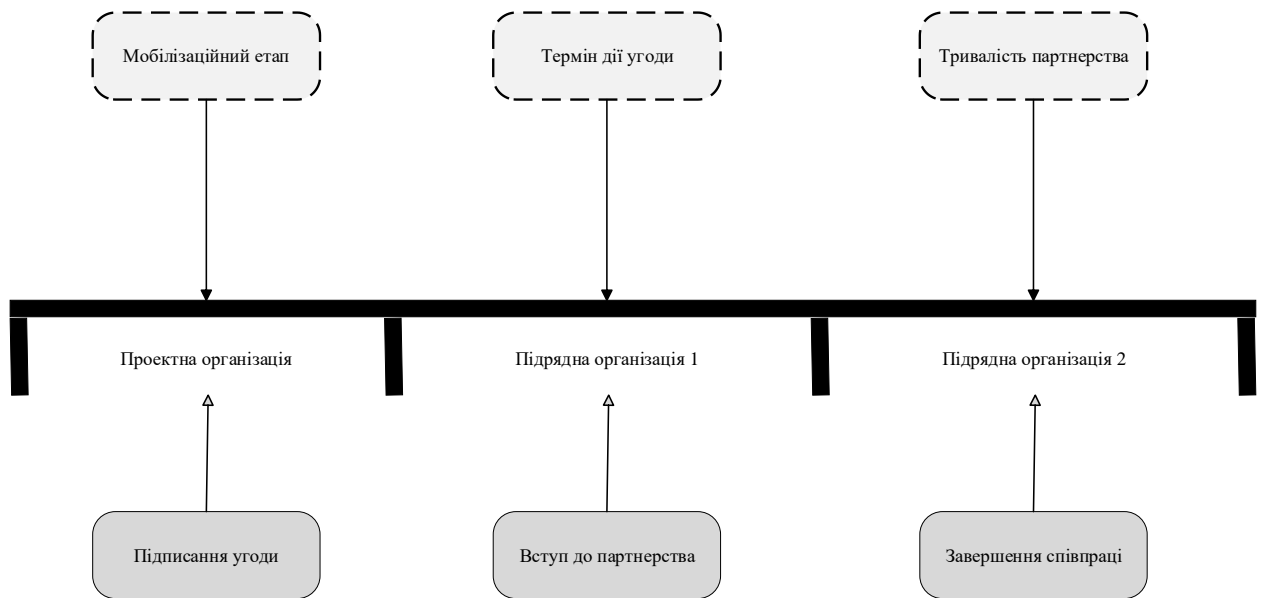 Мобілізаційний етап
Термін дії угоди
Тривалість партнерства
Проектна організація
Підрядна організація 1
Підрядна організація 2
Підписання угоди
Вступ до партнерства
Завершення співпраці